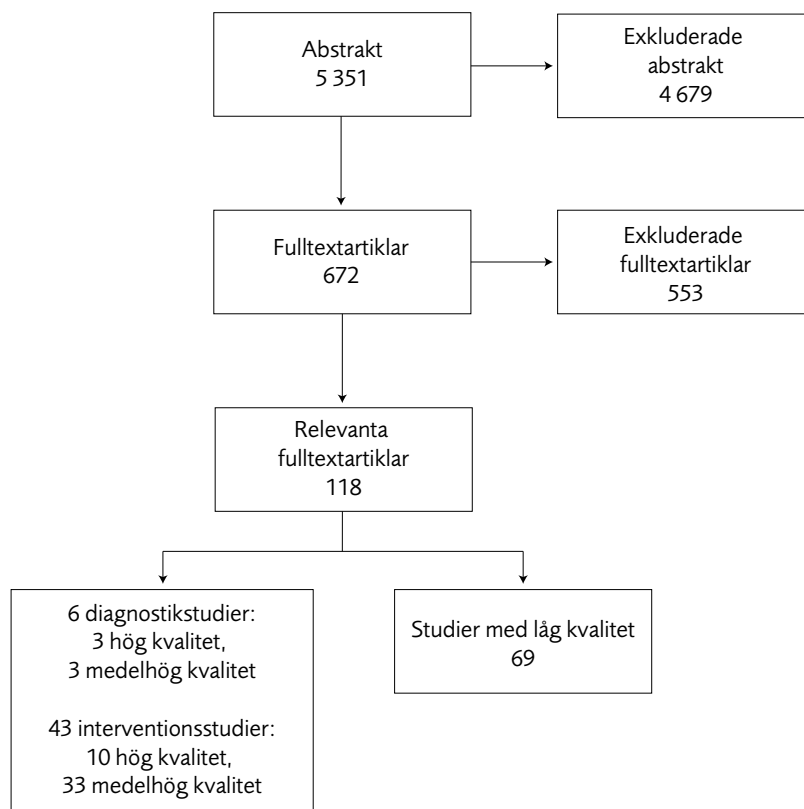 Abstrakt
5 351
Exkluderade
abstrakt
4 679
Fulltextartiklar
672
Exkluderade
fulltextartiklar
553
Relevanta
fulltextartiklar
118
6 diagnostikstudier:
3 hög kvalitet,
3 medelhög kvalitet
43 interventionsstudier:
10 hög kvalitet,
33 medelhög kvalitet
Studier med låg kvalitet
69